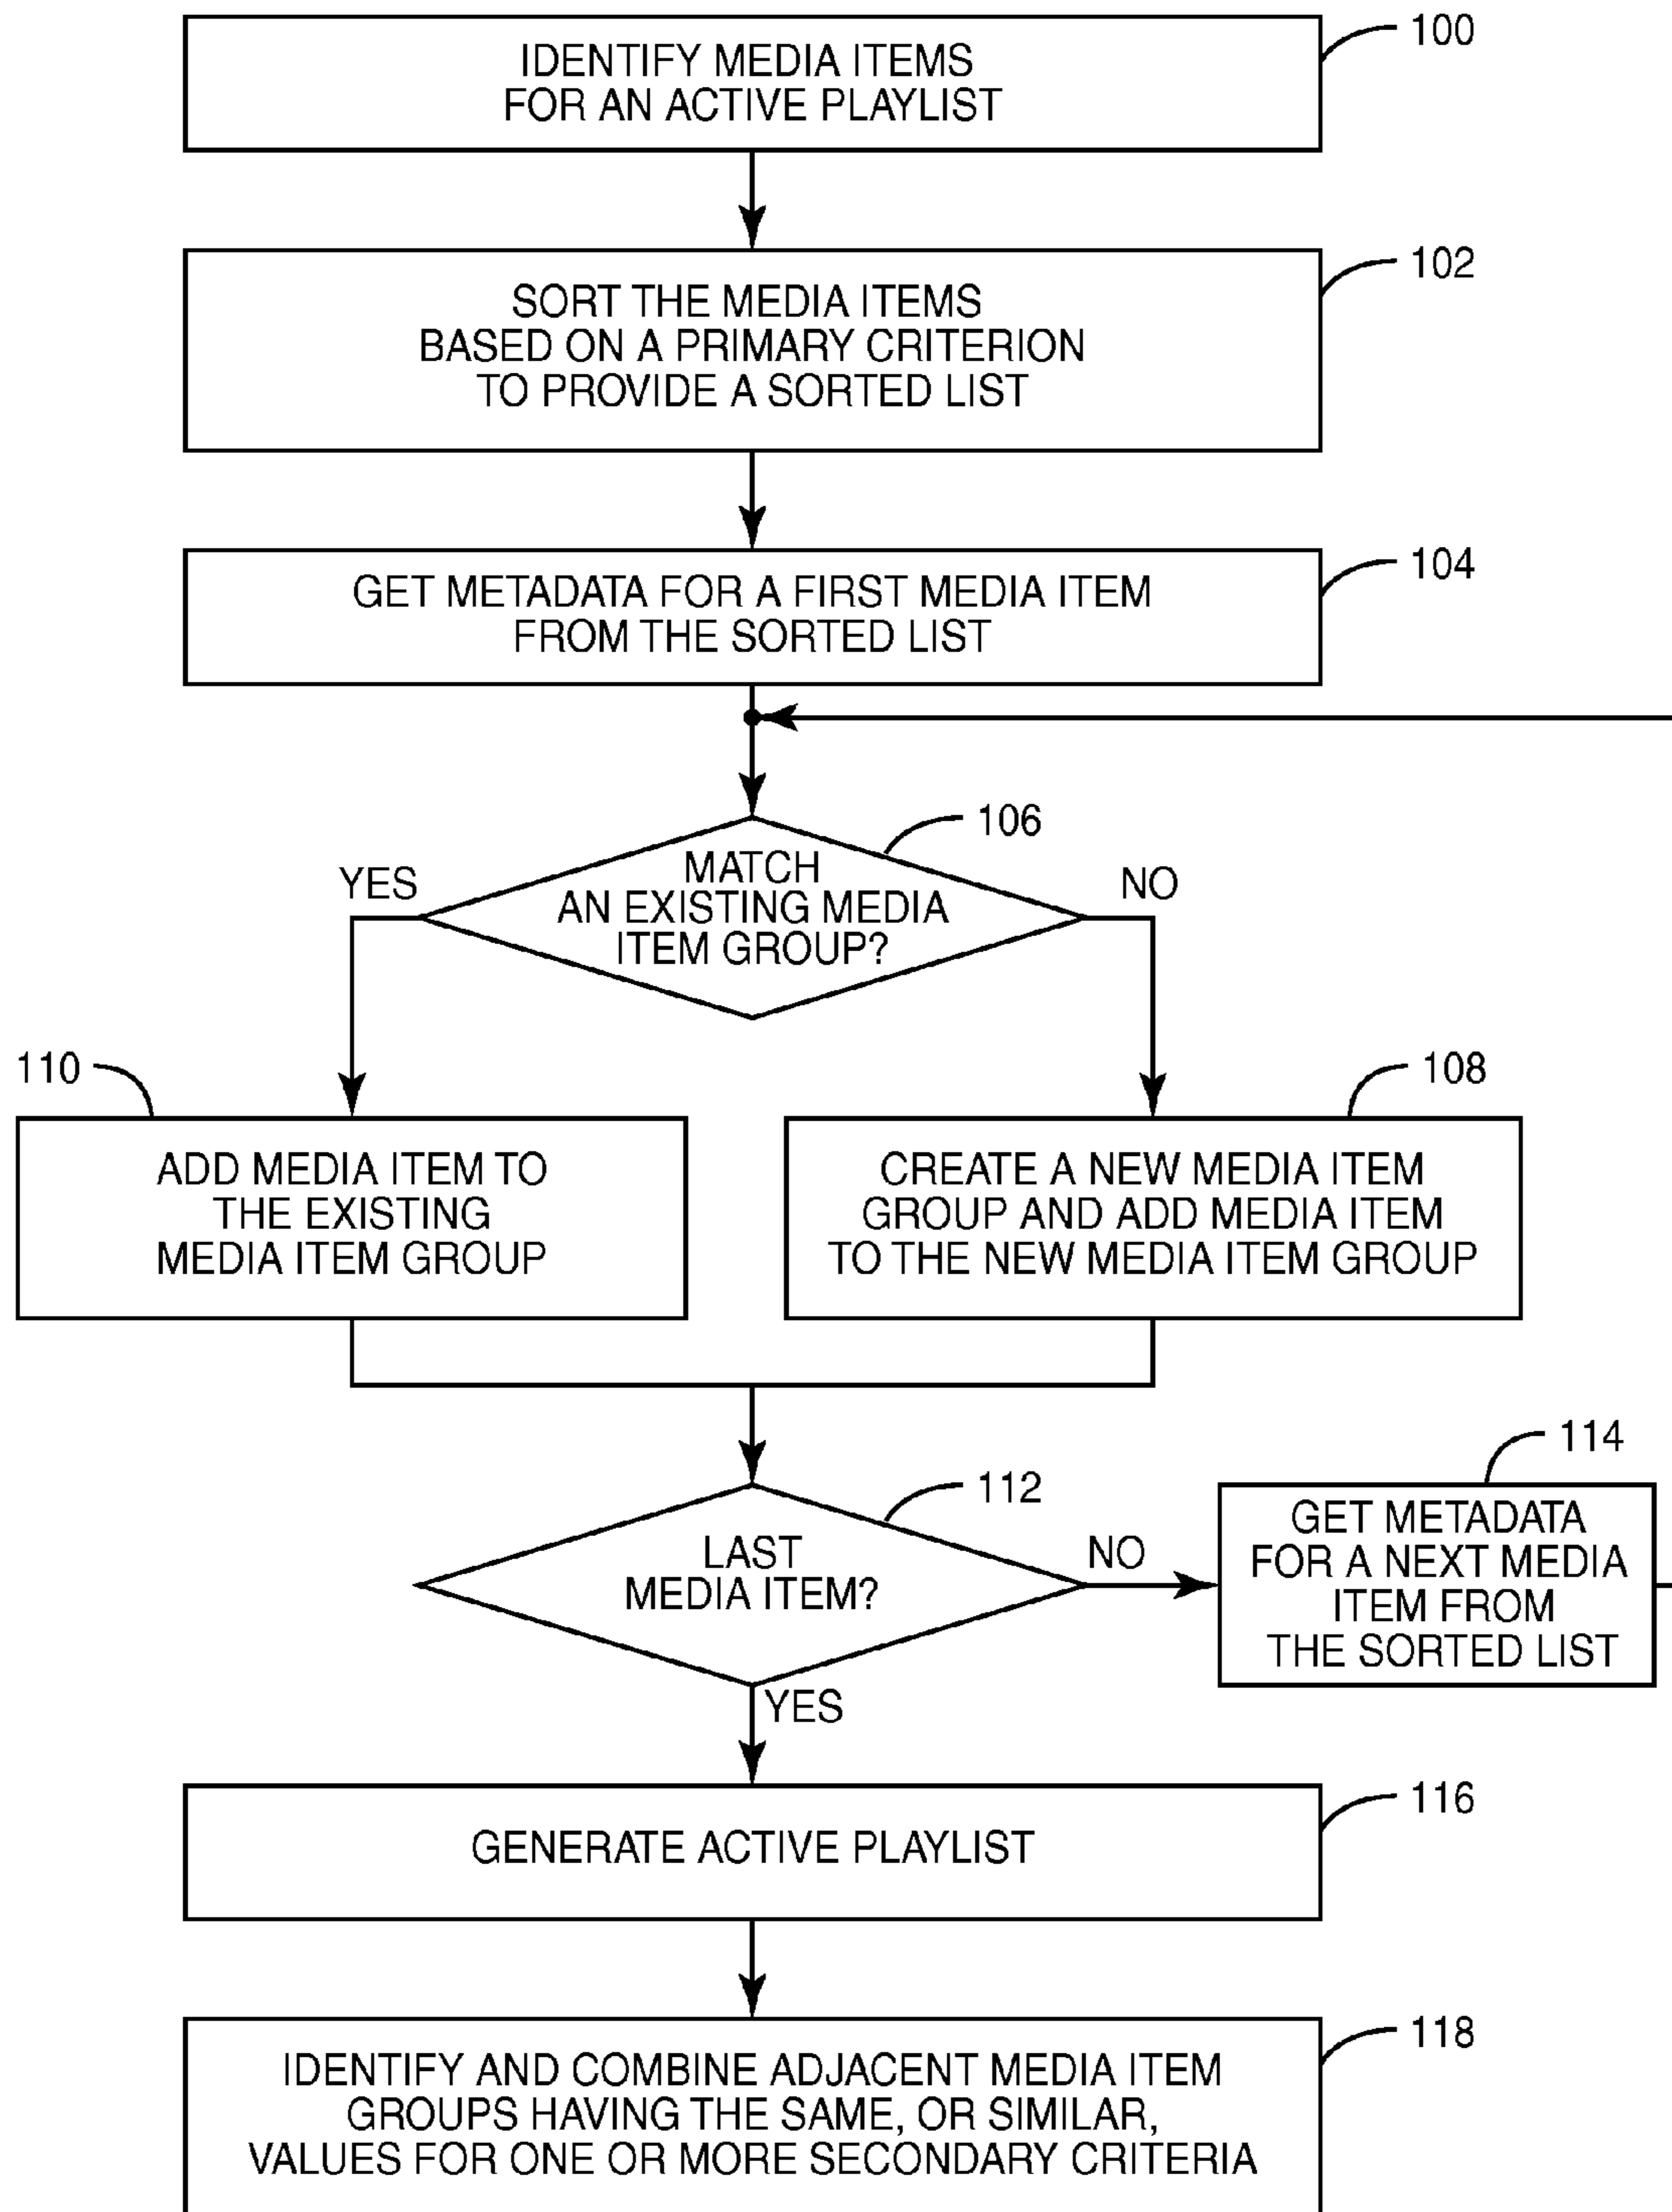 IDENTIFY MEDIA ITEMS
FOR AN ACTIVE PLAYLIST
100
SORT THE MEDIA ITEMS
BASED ON A PRIMARY CRITERION
TO PROVIDE A SORTED LIST
102
GET METADATA FOR A FIRST MEDIA ITEM
FROM THE SORTED LIST
104
106
YES
MATCH
AN EXISTING MEDIA
ITEM GROUP?
NO
110
ADD MEDIA ITEM TO
THE EXISTING
MEDIA ITEM GROUP
108
CREATE A NEW MEDIA ITEM
GROUP AND ADD MEDIA ITEM
TO THE NEW MEDIA ITEM GROUP
112
LAST
MEDIA ITEM?
NO
YES
114
GET METADATA
FOR A NEXT MEDIA
ITEM FROM
THE SORTED LIST
GENERATE ACTIVE PLAYLIST
116
IDENTIFY AND COMBINE ADJACENT MEDIA ITEM
GROUPS HAVING THE SAME, OR SIMILAR,
VALUES FOR ONE OR MORE SECONDARY CRITERIA
118